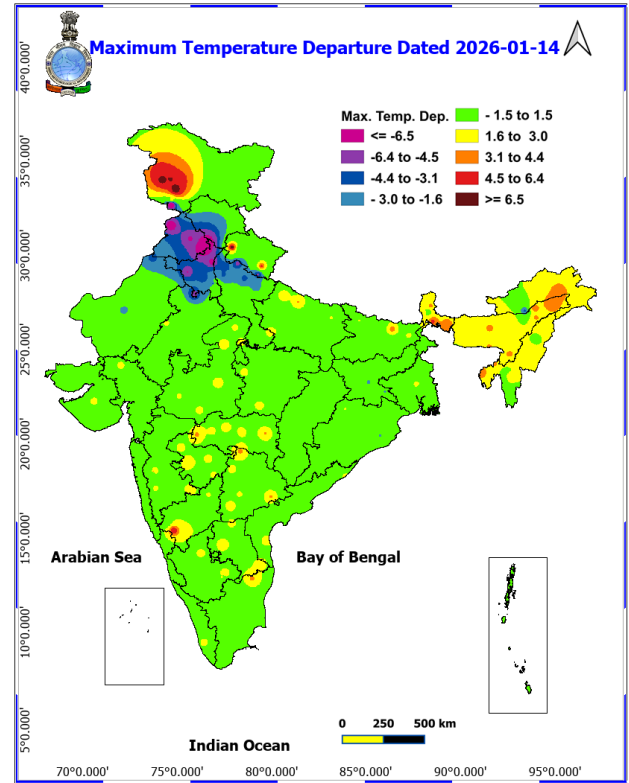 Maximum Temperature Departure Dated 2026-01-14
Max. Temp. Dep.
<= -6.5
-6.4 to -4.5
-4.4 to -3.1
- 3.0 to -1.6
- 1.5 to 1.5
1.6 to 3.0
3.1 to 4.4
4.5 to 6.4
>= 6.5
40°0.000'
35°0.000'
30°0.000'
25°0.000'
20°0.000'
15°0.000'
10°0.000'
5°0.000'
Arabian Sea
Bay of Bengal
Indian Ocean
0 250 500 km
70°0.000' 75°0.000' 80°0.000' 85°0.000' 90°0.000' 95°0.000'